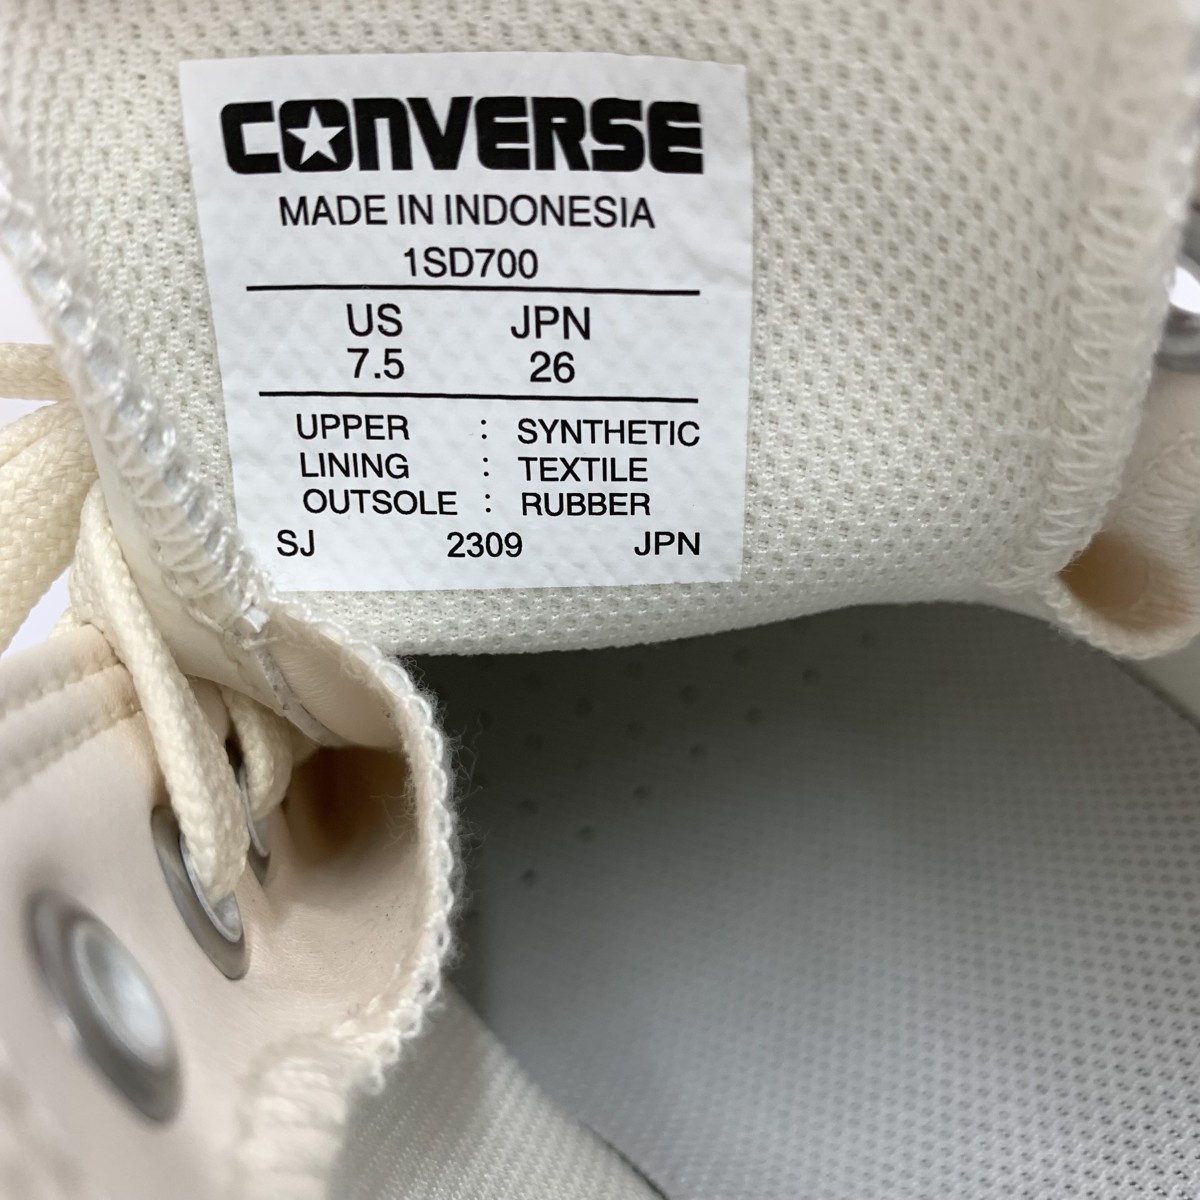 CONVERSE
MADE IN INDONESIA
1SD700
US JPN
7.5 26
UPPER : SYNTHETIC
LINING : TEXTILE
OUTSOLE : RUBBER
SJ 2309 JPN